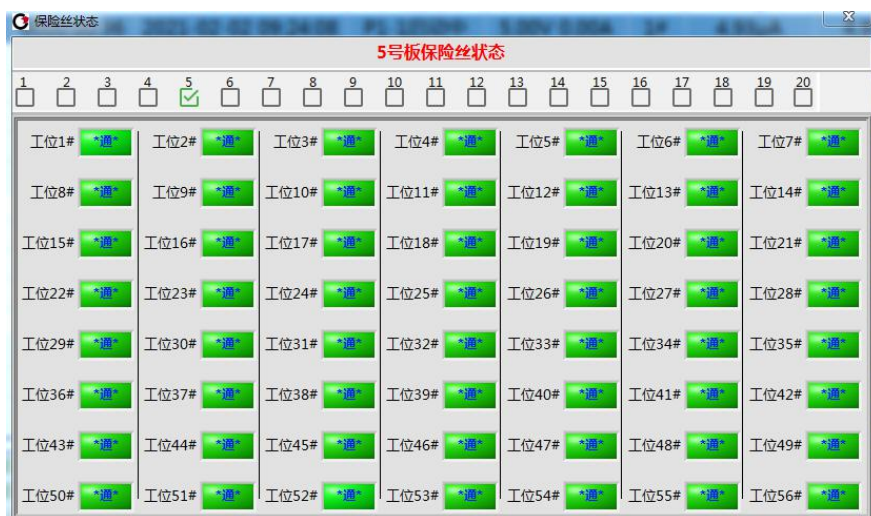 保险丝状态
5号板保险丝状态
1 2 3 4 5 6 7 8 9 10 11 12 13 14 15 16 17 18 19 20
工位1# *通* 工位2# *通* 工位3# *通* 工位4# *通* 工位5# *通* 工位6# *通* 工位7# *通*
工位8# *通* 工位9# *通* 工位10# *通* 工位11# *通* 工位12# *通* 工位13# *通* 工位14# *通*
工位15# *通* 工位16# *通* 工位17# *通* 工位18# *通* 工位19# *通* 工位20# *通* 工位21# *通*
工位22# *通* 工位23# *通* 工位24# *通* 工位25# *通* 工位26# *通* 工位27# *通* 工位28# *通*
工位29# *通* 工位30# *通* 工位31# *通* 工位32# *通* 工位33# *通* 工位34# *通* 工位35# *通*
工位36# *通* 工位37# *通* 工位38# *通* 工位39# *通* 工位40# *通* 工位41# *通* 工位42# *通*
工位43# *通* 工位44# *通* 工位45# *通* 工位46# *通* 工位47# *通* 工位48# *通* 工位49# *通*
工位50# *通* 工位51# *通* 工位52# *通* 工位53# *通* 工位54# *通* 工位55# *通* 工位56# *通*